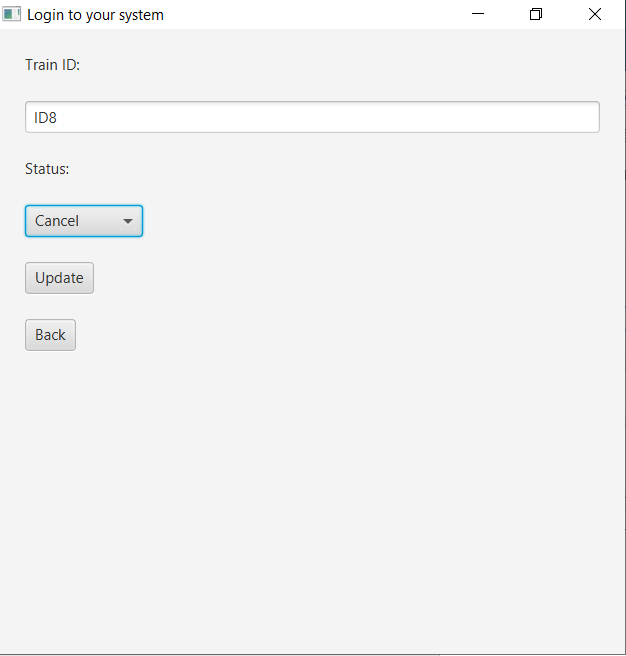 Login to your system
Train ID:
ID8
Status:
Cancel
Update
Back